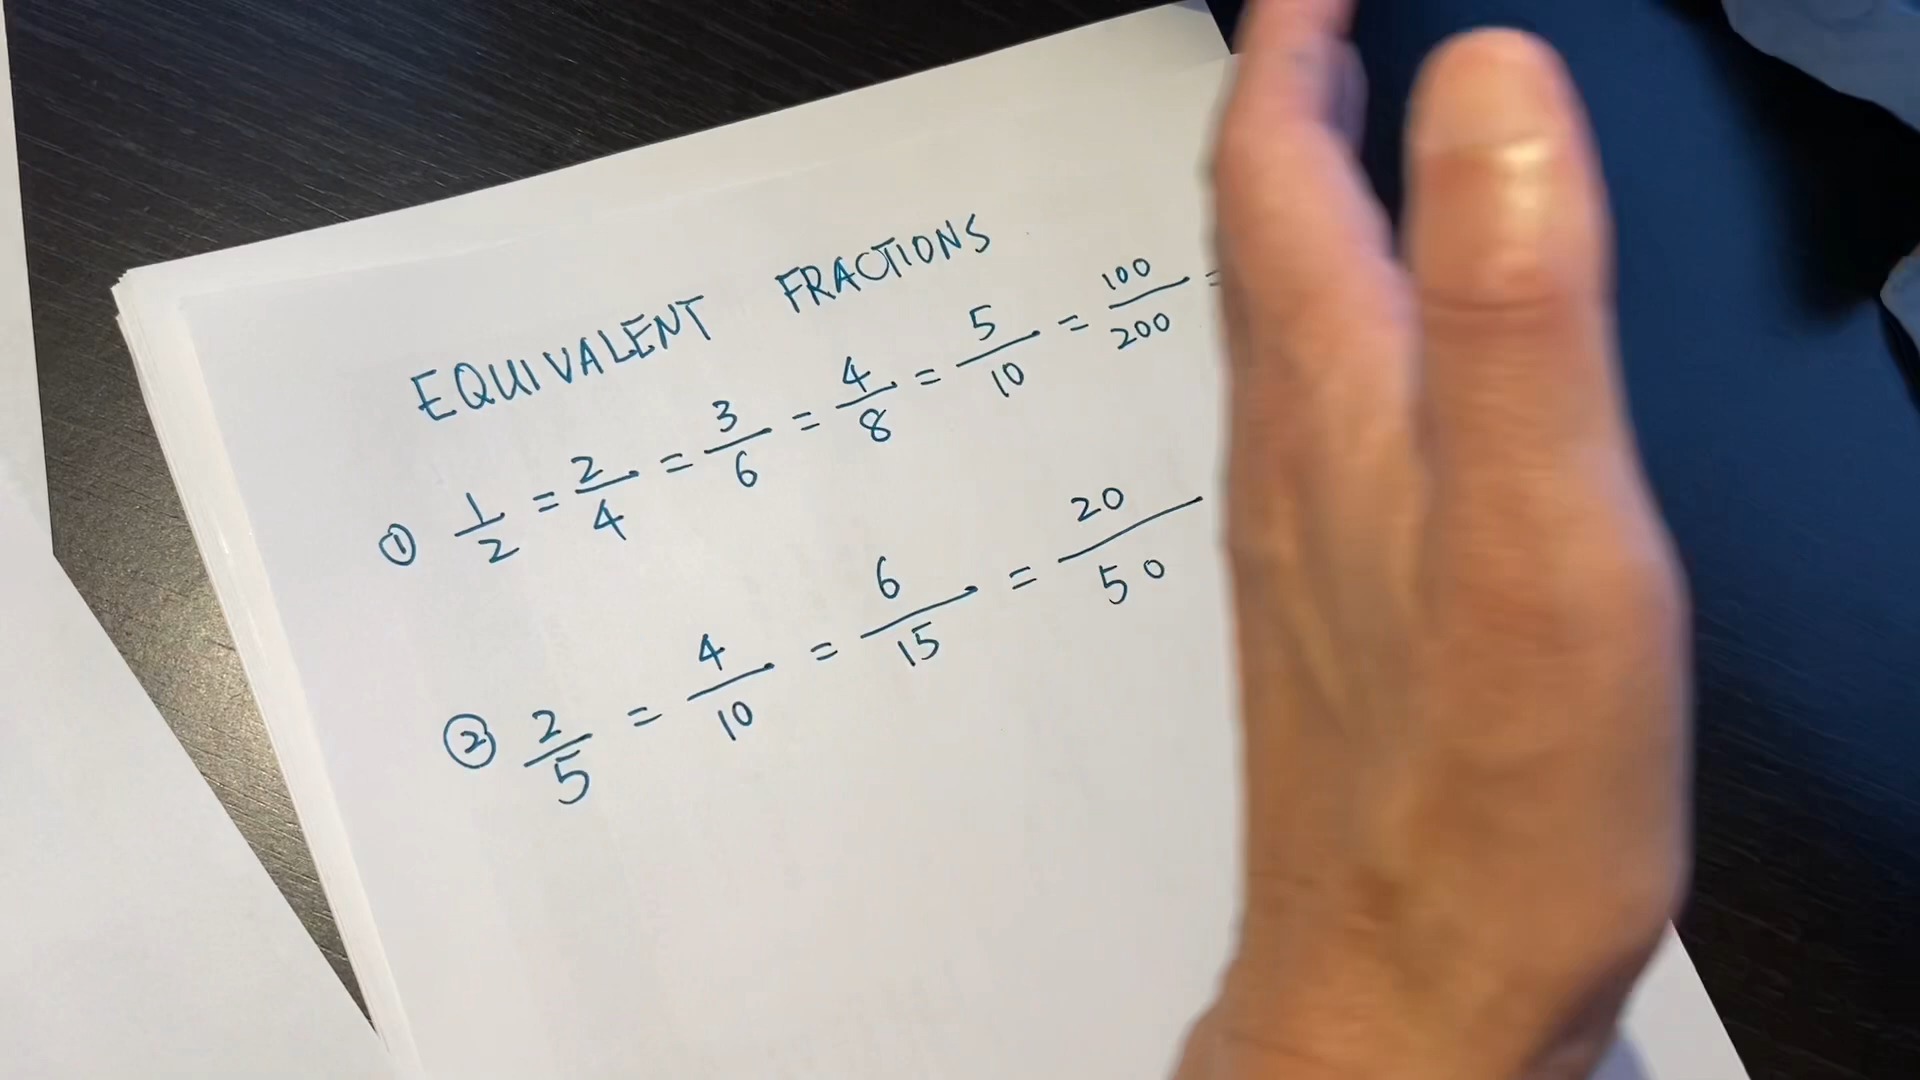 EQUIVALENT FRACTIONS
① 1/2 = 2/4 = 3/6 = 4/8 = 5/10 = 100/200 =
② 2/5 = 4/10 = 6/15 = 20/50